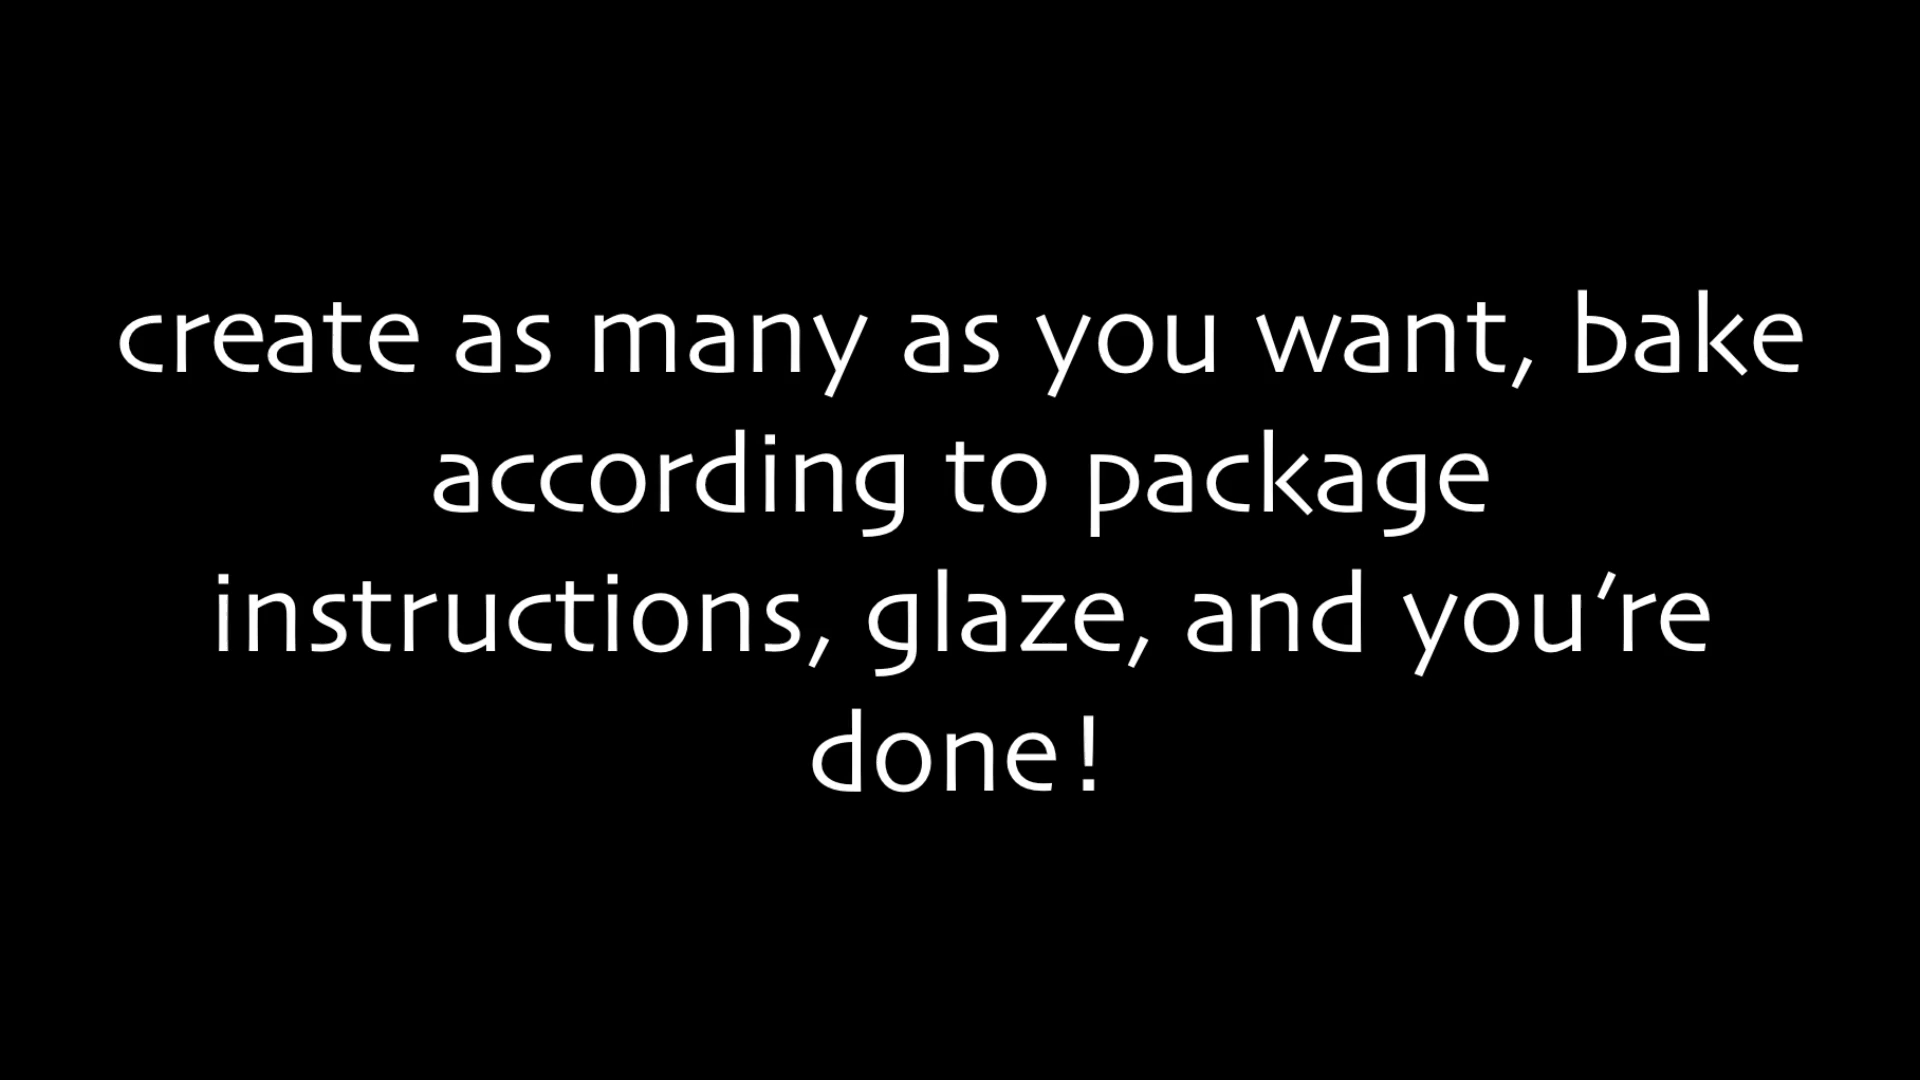 create as many as you want, bake
according to package
instructions, glaze, and you’re
done!